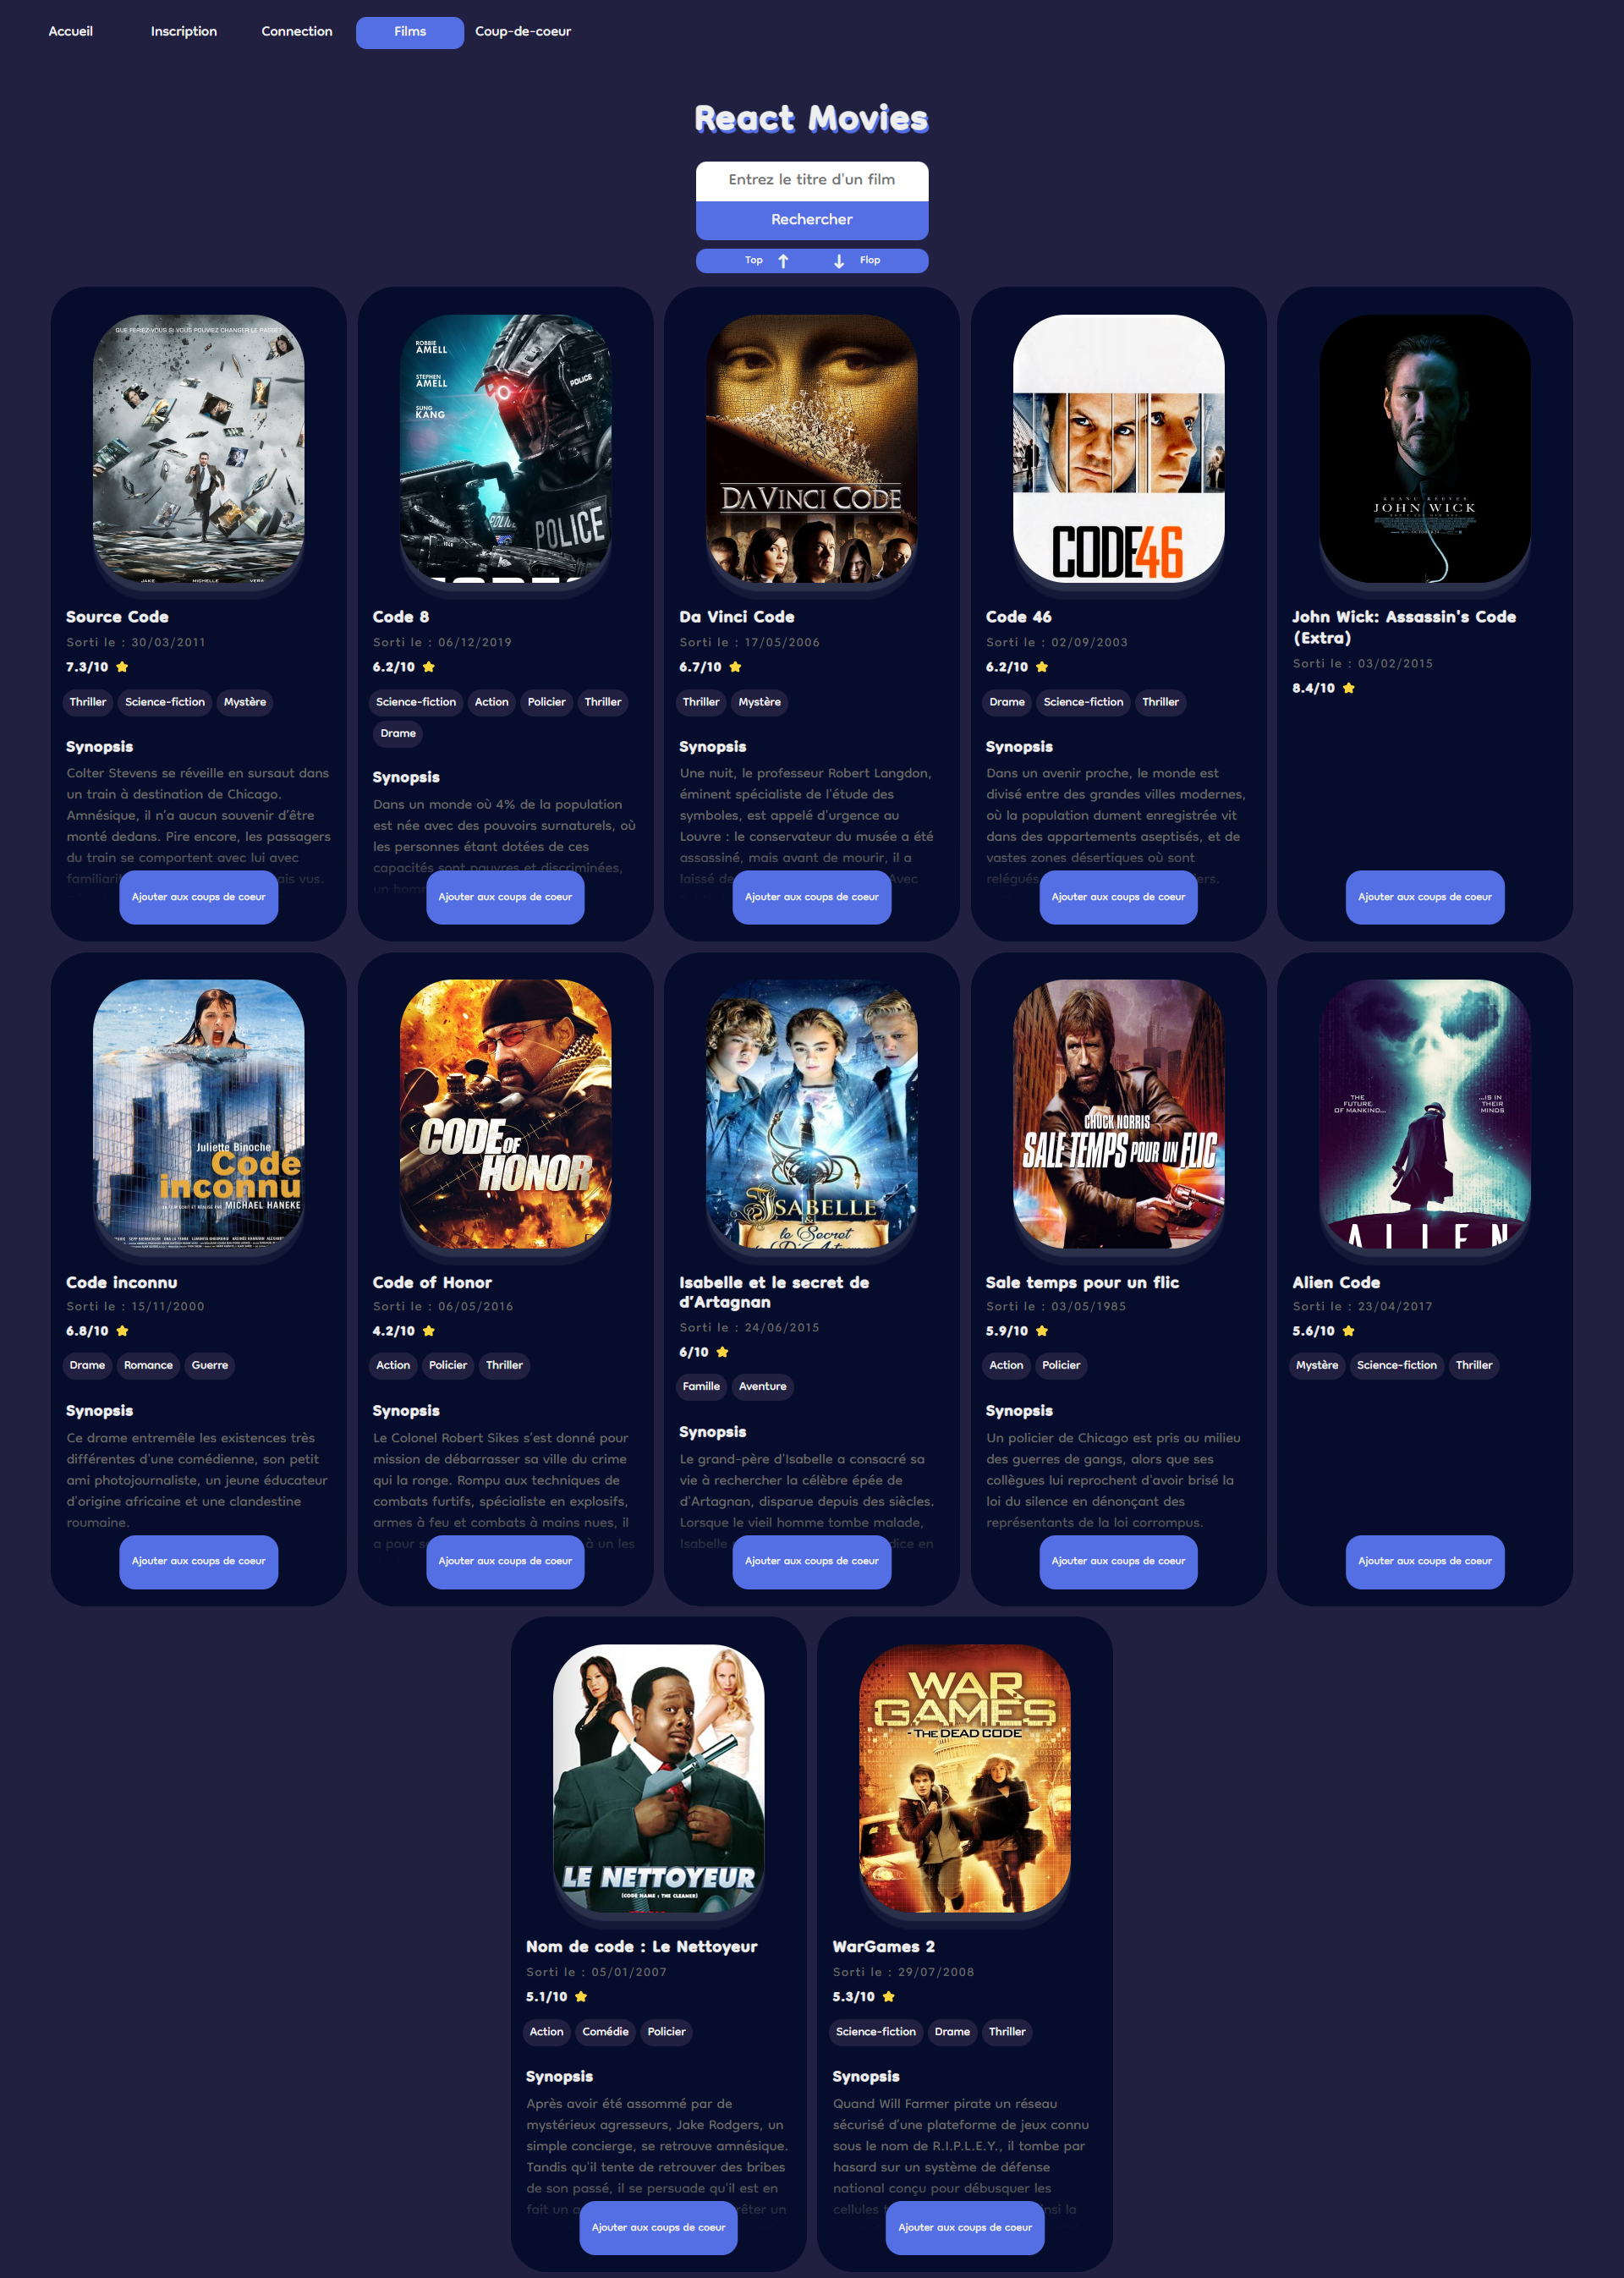 Accueil Inscription Connection Films Coup-de-coeur
React Movies
Entrez le titre d'un film
Rechercher
Top ↑ ↓ Flop
QUE FEREZ-VOUS SI VOUS POUVIEZ CHANGER LE PASSÉ?
JAKE MICHELLE VERA
Source Code
Sorti le : 30/03/2011
7.3/10
Thriller Science-fiction Mystère
Synopsis
Colter Stevens se réveille en sursaut dans
un train à destination de Chicago.
Amnésique, il n’a aucun souvenir d’être
monté dedans. Pire encore, les passagers
du train se comportent avec lui avec
ais vus.
Ajouter aux coups de coeur
ROBBIE
AMELL
STEPHEN
AMELL
SUNG
KANG
POLICE
POLICE
Code 8
Sorti le : 06/12/2019
6.2/10
Science-fiction Action Policier Thriller
Drame
Synopsis
Dans un monde où 4% de la population
est née avec des pouvoirs surnaturels, où
les personnes étant dotées de ces
capacités sont pauvres et discriminées,
un
Ajouter aux coups de coeur
DA VINCI CODE
Da Vinci Code
Sorti le : 17/05/2006
6.7/10
Thriller Mystère
Synopsis
Une nuit, le professeur Robert Langdon,
éminent spécialiste de l'étude des
symboles, est appelé d'urgence au
Louvre : le conservateur du musée a été
assassiné, mais avant de mourir, il a
laissé de Avec
Ajouter aux coups de coeur
CODE46
Code 46
Sorti le : 02/09/2003
6.2/10
Drame Science-fiction Thriller
Synopsis
Dans un avenir proche, le monde est
divisé entre des grandes villes modernes,
où la population dument enregistrée vit
dans des appartements aseptisés, et de
vastes zones désertiques où sont
relégués iers.
Ajouter aux coups de coeur
KEANU REEVES
JOHN WICK
John Wick: Assassin's Code
(Extra)
Sorti le : 03/02/2015
8.4/10
Ajouter aux coups de coeur
Juliette Binoche
Code
inconnu
UN FILM ÉCRIT ET RÉALISÉ PAR MICHAEL HANEKE
Code inconnu
Sorti le : 15/11/2000
6.8/10
Drame Romance Guerre
Synopsis
Ce drame entremêle les existences très
différentes d'une comédienne, son petit
ami photojournaliste, un jeune éducateur
d'origine africaine et une clandestine
roumaine.
Ajouter aux coups de coeur
CODE OF
HONOR
Code of Honor
Sorti le : 06/05/2016
4.2/10
Action Policier Thriller
Synopsis
Le Colonel Robert Sikes s’est donné pour
mission de débarrasser sa ville du crime
qui la ronge. Rompu aux techniques de
combats furtifs, spécialiste en explosifs,
armes à feu et combats à mains nues, il
a pour à un les
Ajouter aux coups de coeur
ISABELLE
le Secret
Isabelle et le secret de
d'Artagnan
Sorti le : 24/06/2015
6/10
Famille Aventure
Synopsis
Le grand-père d'Isabelle a consacré sa
vie à rechercher la célèbre épée de
d'Artagnan, disparue depuis des siècles.
Lorsque le vieil homme tombe malade,
Isabelle dice en
Ajouter aux coups de coeur
CHUCK NORRIS
SALE TEMPS POUR UN FLIC
Sale temps pour un flic
Sorti le : 03/05/1985
5.9/10
Action Policier
Synopsis
Un policier de Chicago est pris au milieu
des guerres de gangs, alors que ses
collègues lui reprochent d'avoir brisé la
loi du silence en dénonçant des
représentants de la loi corrompus.
Ajouter aux coups de coeur
THE
FUTURE
OF MANKIND...
...IS IN
THEIR
MINDS
ALIEN
Alien Code
Sorti le : 23/04/2017
5.6/10
Mystère Science-fiction Thriller
Ajouter aux coups de coeur
LE NETTOYEUR
(CODE NAME : THE CLEANER)
Nom de code : Le Nettoyeur
Sorti le : 05/01/2007
5.1/10
Action Comédie Policier
Synopsis
Après avoir été assommé par de
mystérieux agresseurs, Jake Rodgers, un
simple concierge, se retrouve amnésique.
Tandis qu'il tente de retrouver des bribes
de son passé, il se persuade qu'il est en
fait un rêter un
Ajouter aux coups de coeur
WAR
GAMES
- THE DEAD CODE
WarGames 2
Sorti le : 29/07/2008
5.3/10
Science-fiction Drame Thriller
Synopsis
Quand Will Farmer pirate un réseau
sécurisé d'une plateforme de jeux connu
sous le nom de R.I.P.L.E.Y., il tombe par
hasard sur un système de défense
national conçu pour débusquer les
cellules nsi la
Ajouter aux coups de coeur